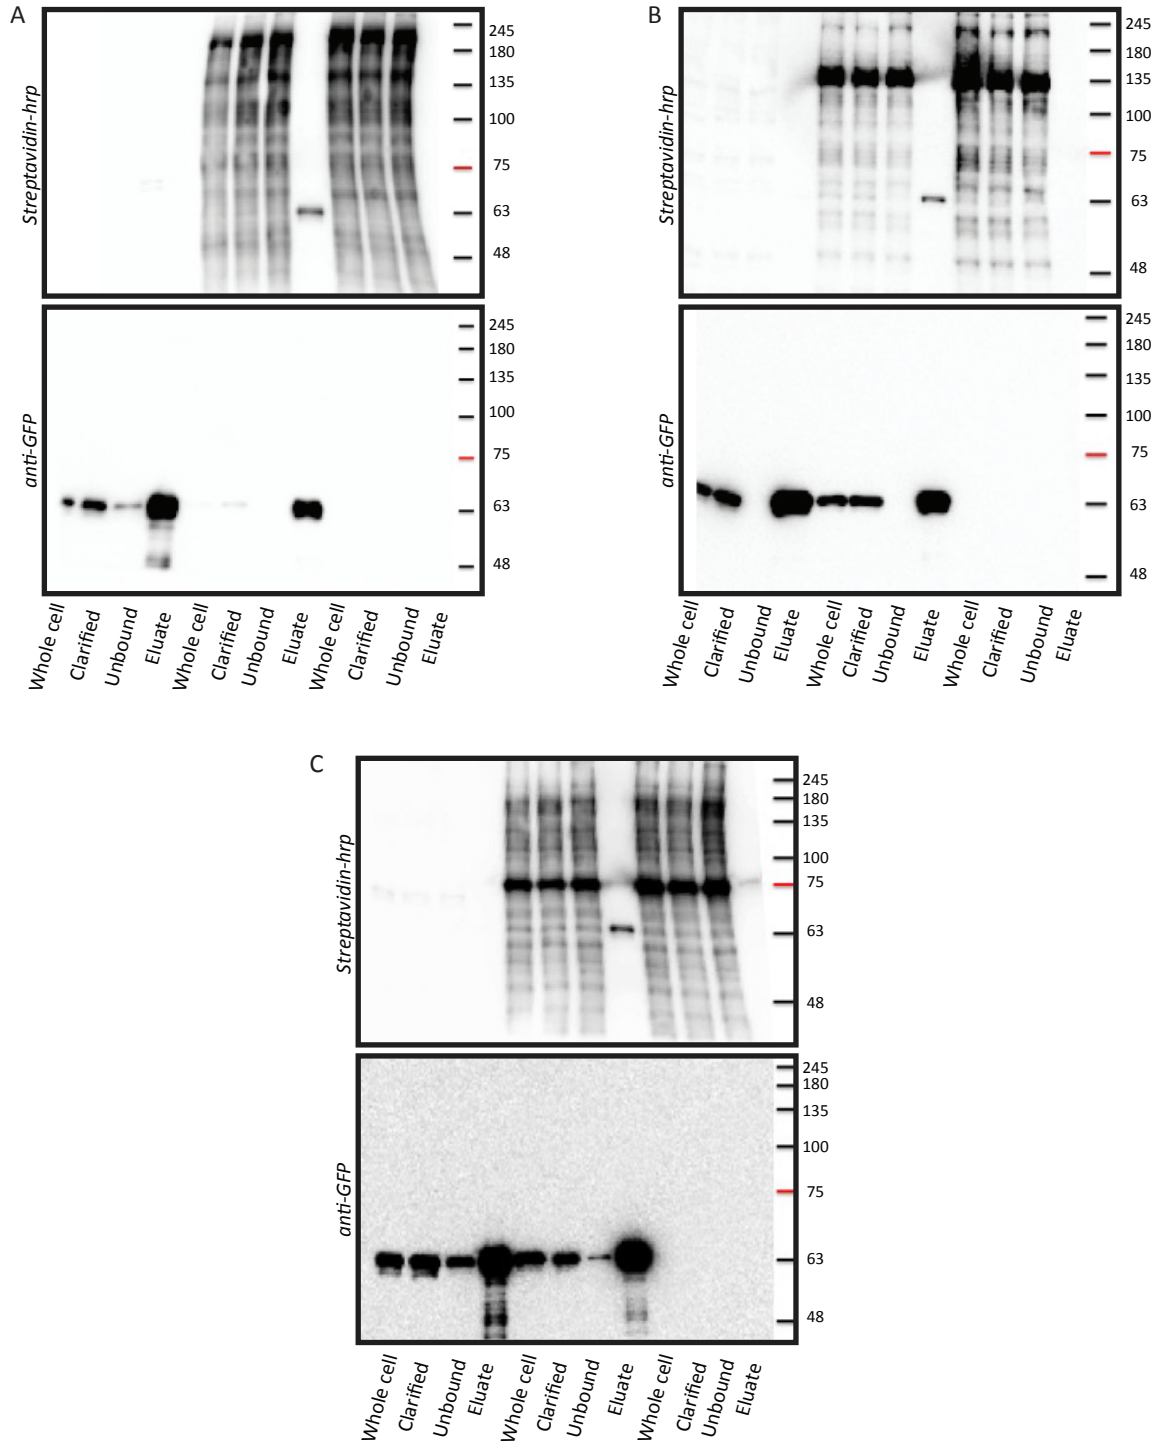 A
Streptavidin-hrp
245
180
135
100
75
63
48
anti-GFP
245
180
135
100
75
63
48
Whole cell
Clarified
Unbound
Eluate
Whole cell
Clarified
Unbound
Eluate
Whole cell
Clarified
Unbound
Eluate
B
Streptavidin-hrp
245
180
135
100
75
63
48
anti-GFP
245
180
135
100
75
63
48
Whole cell
Clarified
Unbound
Eluate
Whole cell
Clarified
Unbound
Eluate
Whole cell
Clarified
Unbound
Eluate
C
Streptavidin-hrp
245
180
135
100
75
63
48
anti-GFP
245
180
135
100
75
63
48
Whole cell
Clarified
Unbound
Eluate
Whole cell
Clarified
Unbound
Eluate
Whole cell
Clarified
Unbound
Eluate